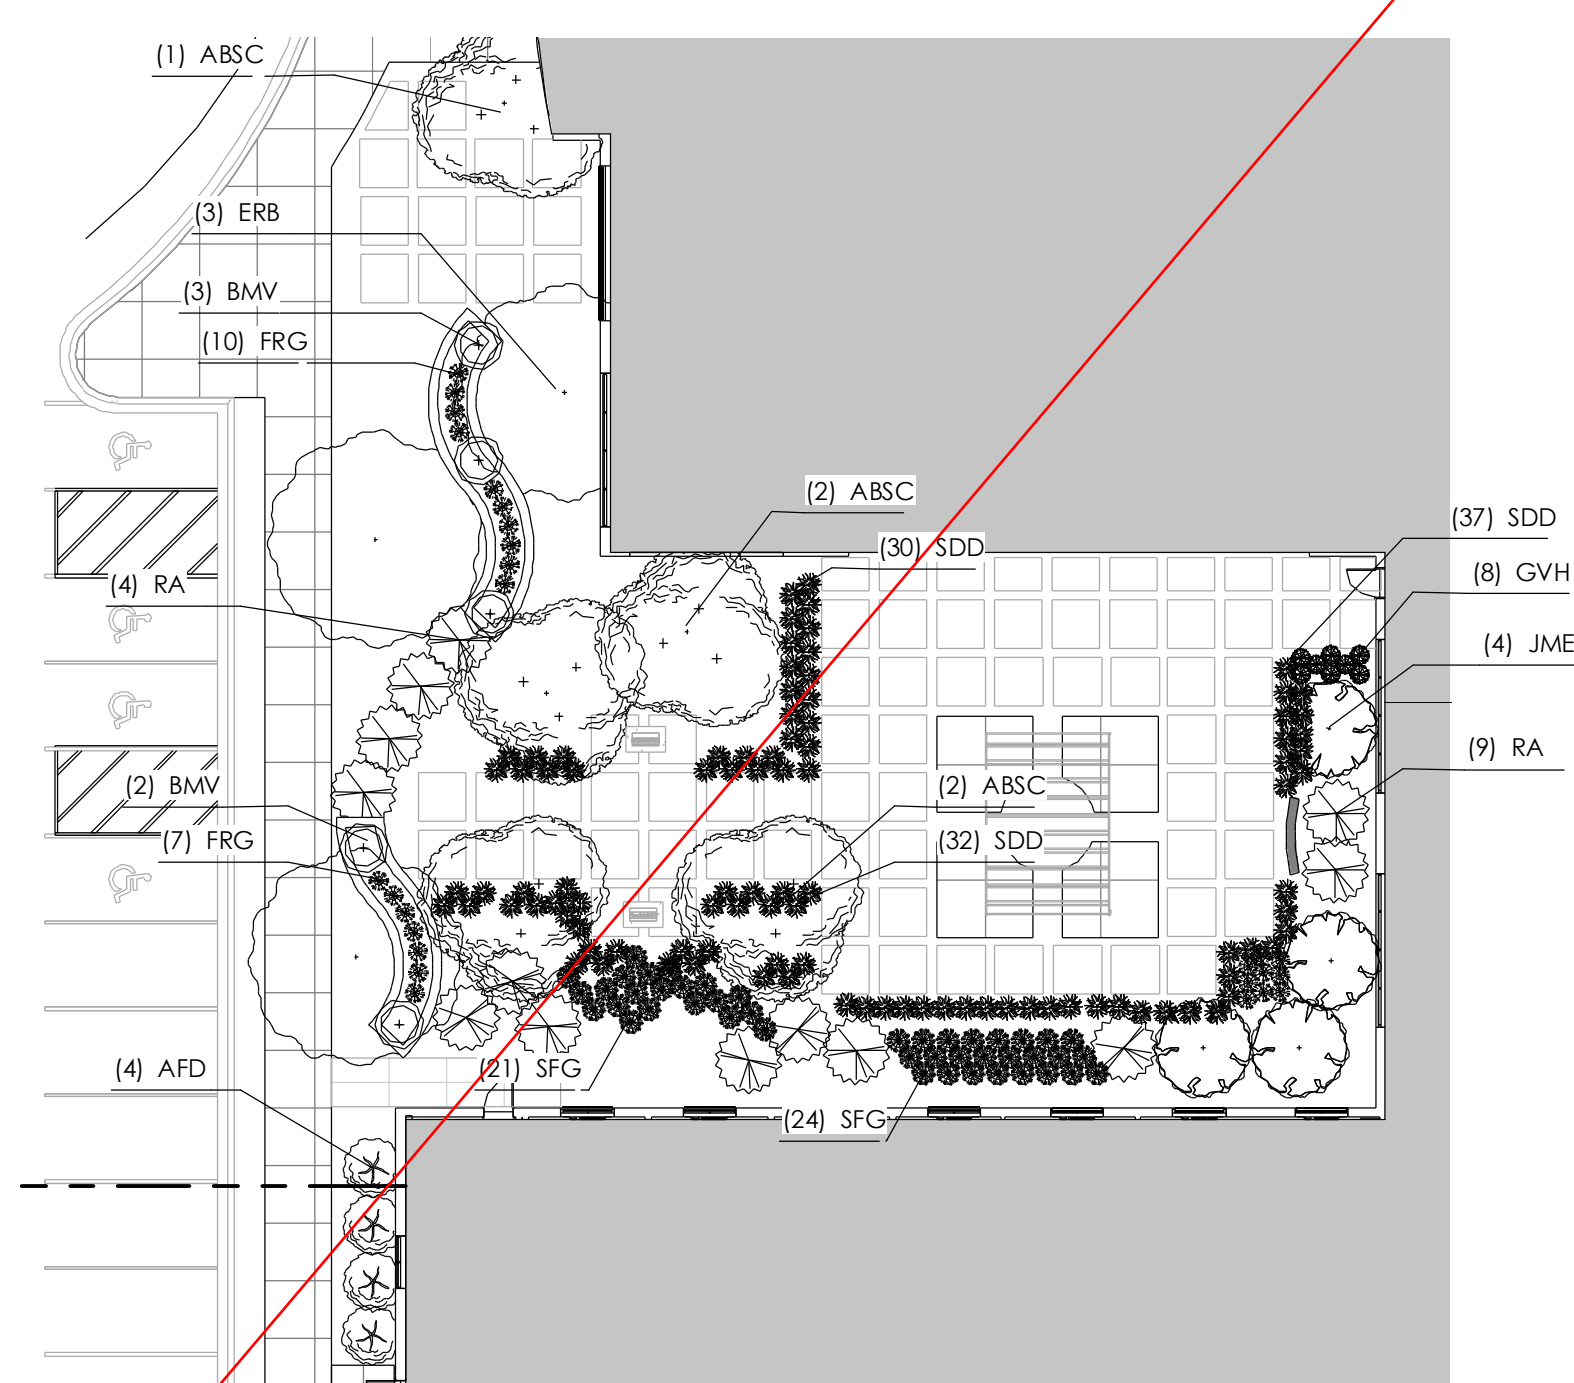 (1) ABSC
(3) ERB
(3) BMV
(10) FRG
(2) ABSC
(37) SDD
(30) SDD
(8) GVH
(4) RA
(4) JME
(9) RA
(2) BMV
(2) ABSC
(7) FRG
(32) SDD
(4) AFD
(21) SFG
(24) SFG